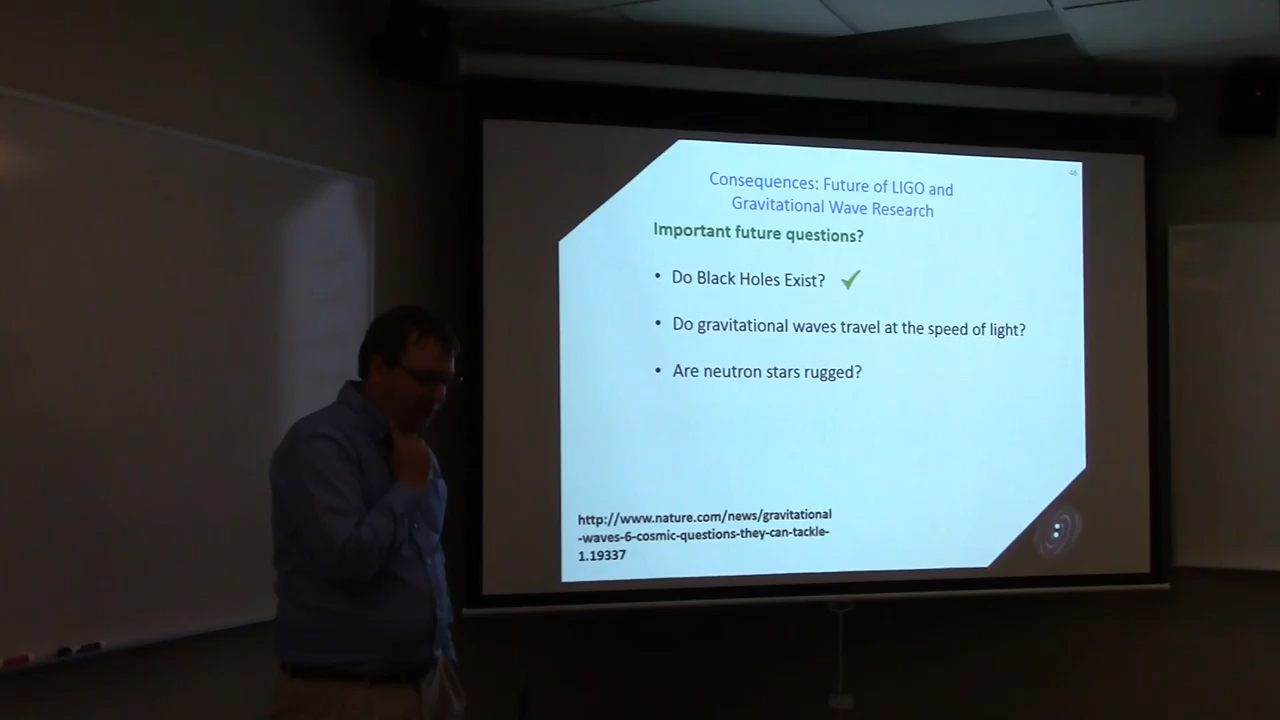 46
Consequences: Future of LIGO and
Gravitational Wave Research
Important future questions?
• Do Black Holes Exist? ✓
• Do gravitational waves travel at the speed of light?
• Are neutron stars rugged?
http://www.nature.com/news/gravitational
-waves-6-cosmic-questions-they-can-tackle-
1.19337